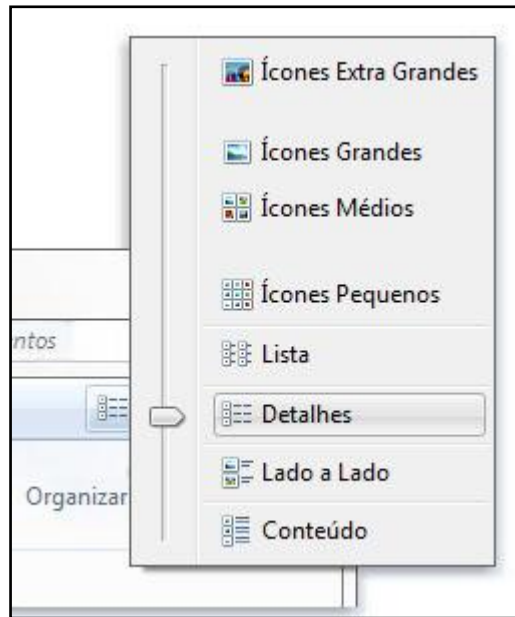 Ícones Extra Grandes
Ícones Grandes
Ícones Médios
Ícones Pequenos
ntos
Lista
Detalhes
Lado a Lado
Organizar
Conteúdo